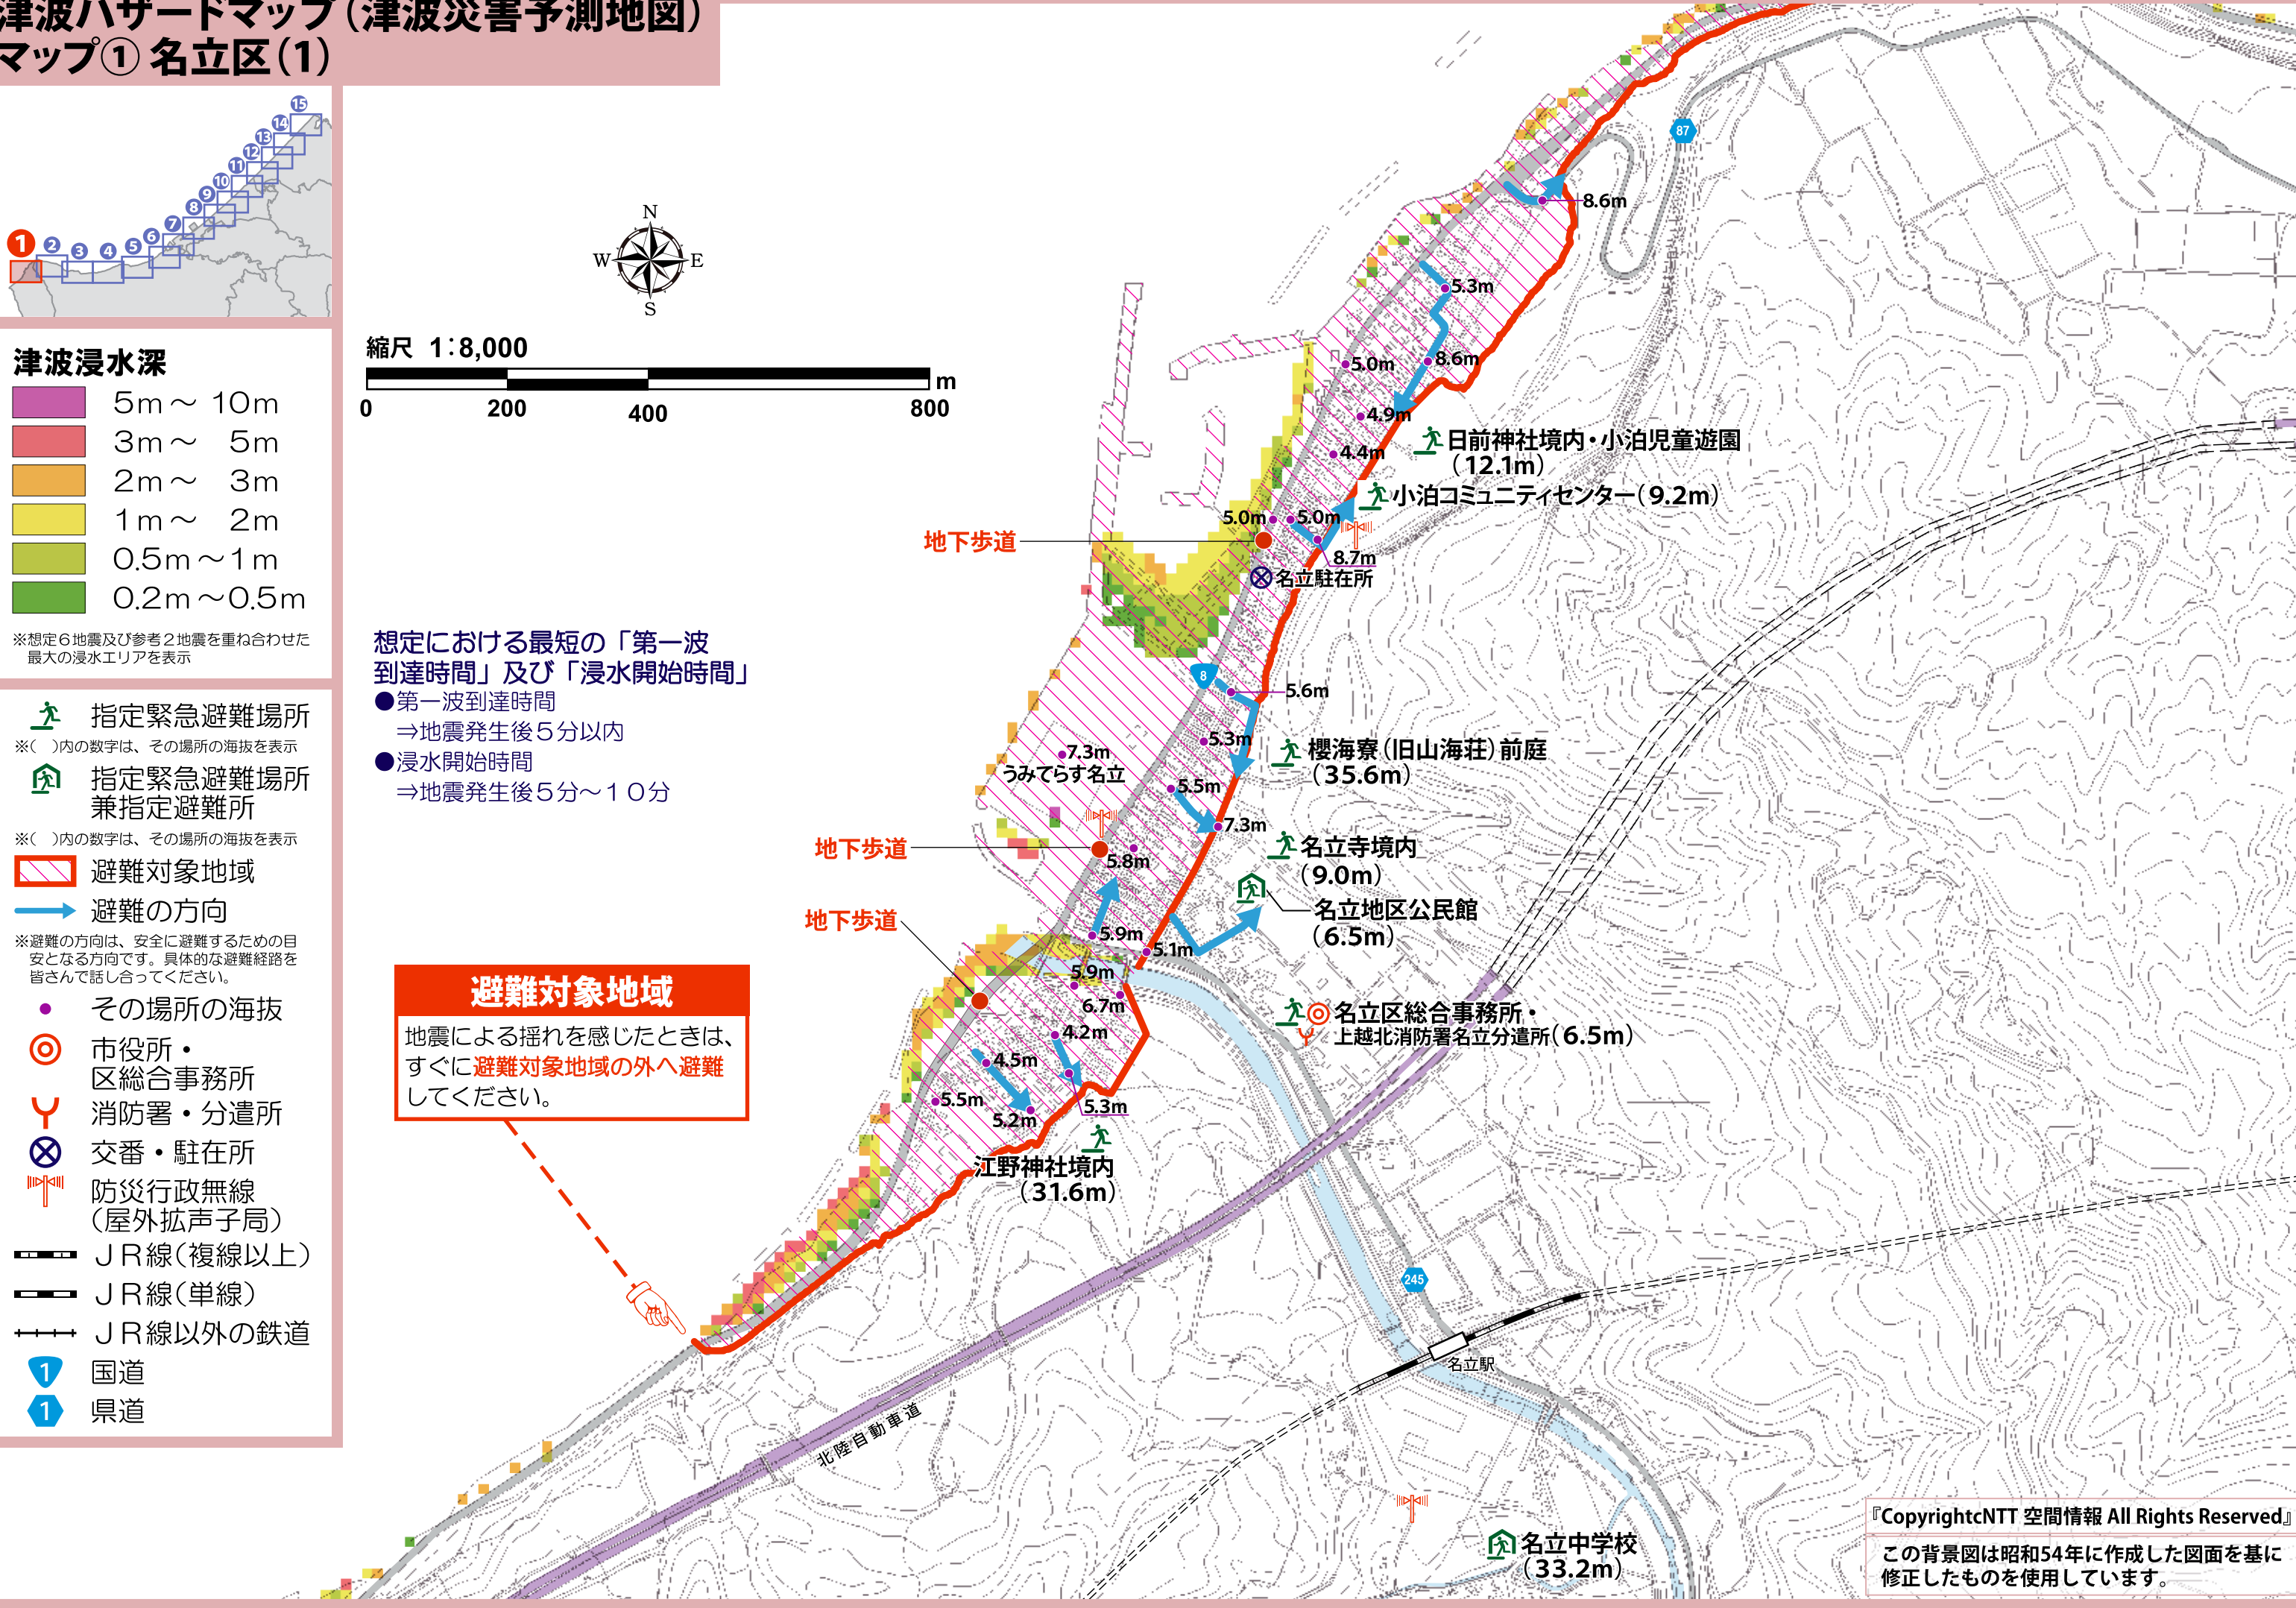 津波ハザードマップ（津波災害予測地図）
マップ① 名立区（1）
15
14
13
12
11
10
9
8
7
6
5
4
3
2
1
津波浸水深
5m～ 10m
3m～ 5m
2m～ 3m
1m～ 2m
0.5m～1m
0.2m～0.5m
※想定６地震及び参考２地震を重ね合わせた
最大の浸水エリアを表示
指定緊急避難場所
※（　）内の数字は、その場所の海抜を表示
指定緊急避難場所
兼指定避難所
※（　）内の数字は、その場所の海抜を表示
避難対象地域
避難の方向
※避難の方向は、安全に避難するための目
安となる方向です。具体的な避難経路を
皆さんで話し合ってください。
その場所の海抜
市役所・
区総合事務所
消防署・分遣所
交番・駐在所
防災行政無線
（屋外拡声子局）
ＪＲ線（複線以上）
ＪＲ線（単線）
ＪＲ線以外の鉄道
1 国道
1 県道
N
W E
S
縮尺 1：8,000
m
0 200 400 800
想定における最短の「第一波
到達時間」及び「浸水開始時間」
●第一波到達時間
⇒地震発生後５分以内
●浸水開始時間
⇒地震発生後５分～１０分
避難対象地域
地震による揺れを感じたときは、
すぐに避難対象地域の外へ避難
してください。
87
8.6m
5.3m
8.6m
5.0m
4.9m
4.4m
日前神社境内・小泊児童遊園
（12.1m）
小泊コミュニティセンター（9.2m）
5.0m
5.0m
地下歩道
8.7m
名立駐在所
8
5.6m
5.3m
7.3m
うみてらす名立
櫻海寮（旧山海荘）前庭
（35.6m）
5.5m
7.3m
地下歩道
5.8m
名立寺境内
（9.0m）
名立地区公民館
（6.5m）
地下歩道
5.9m
5.1m
5.9m
6.7m
名立区総合事務所・
上越北消防署名立分遣所（6.5m）
4.2m
4.5m
5.5m
5.2m
5.3m
江野神社境内
（31.6m）
245
名立駅
北陸自動車道
名立中学校
（33.2m）
『CopyrightcNTT 空間情報 All Rights Reserved』
この背景図は昭和54年に作成した図面を基に
修正したものを使用しています。